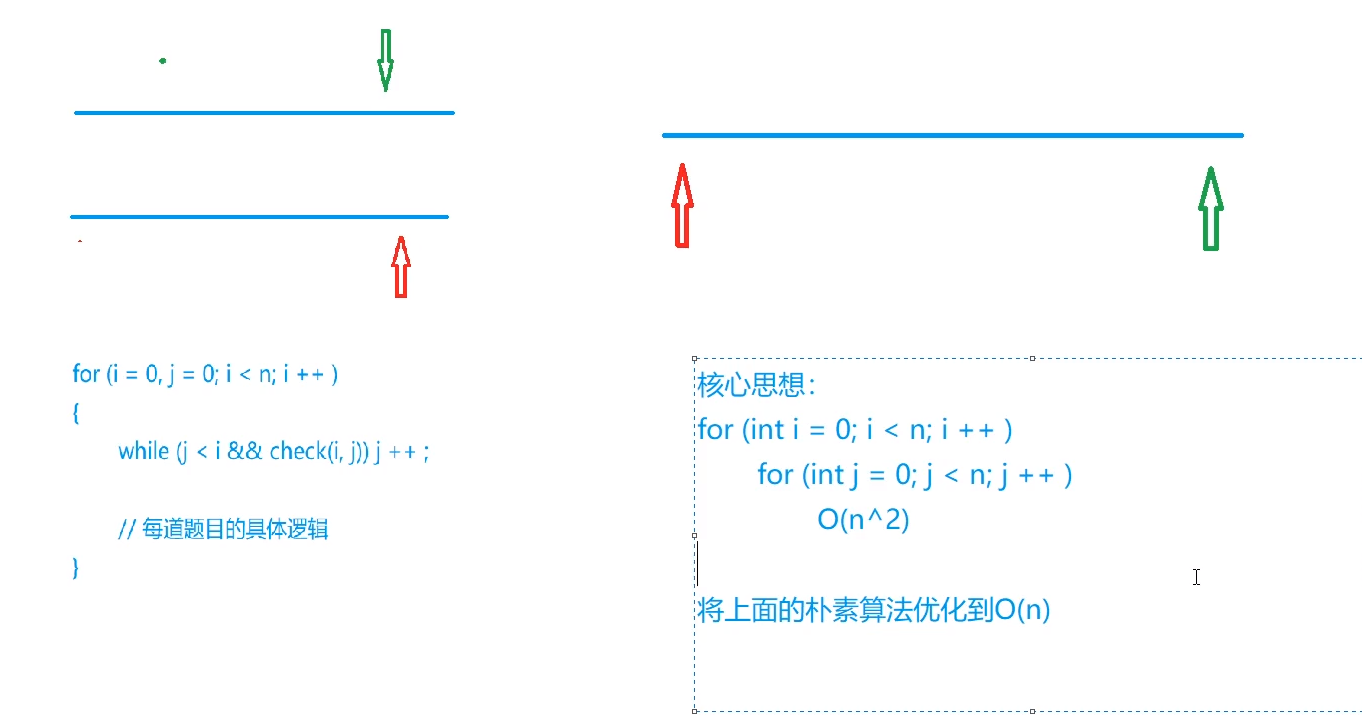 for (i = 0, j = 0; i < n; i ++ )
{
while (j < i && check(i, j)) j ++ ;
// 每道题目的具体逻辑
}
核心思想：
for (int i = 0; i < n; i ++ )
for (int j = 0; j < n; j ++ )
O(n^2)
将上面的朴素算法优化到O(n)